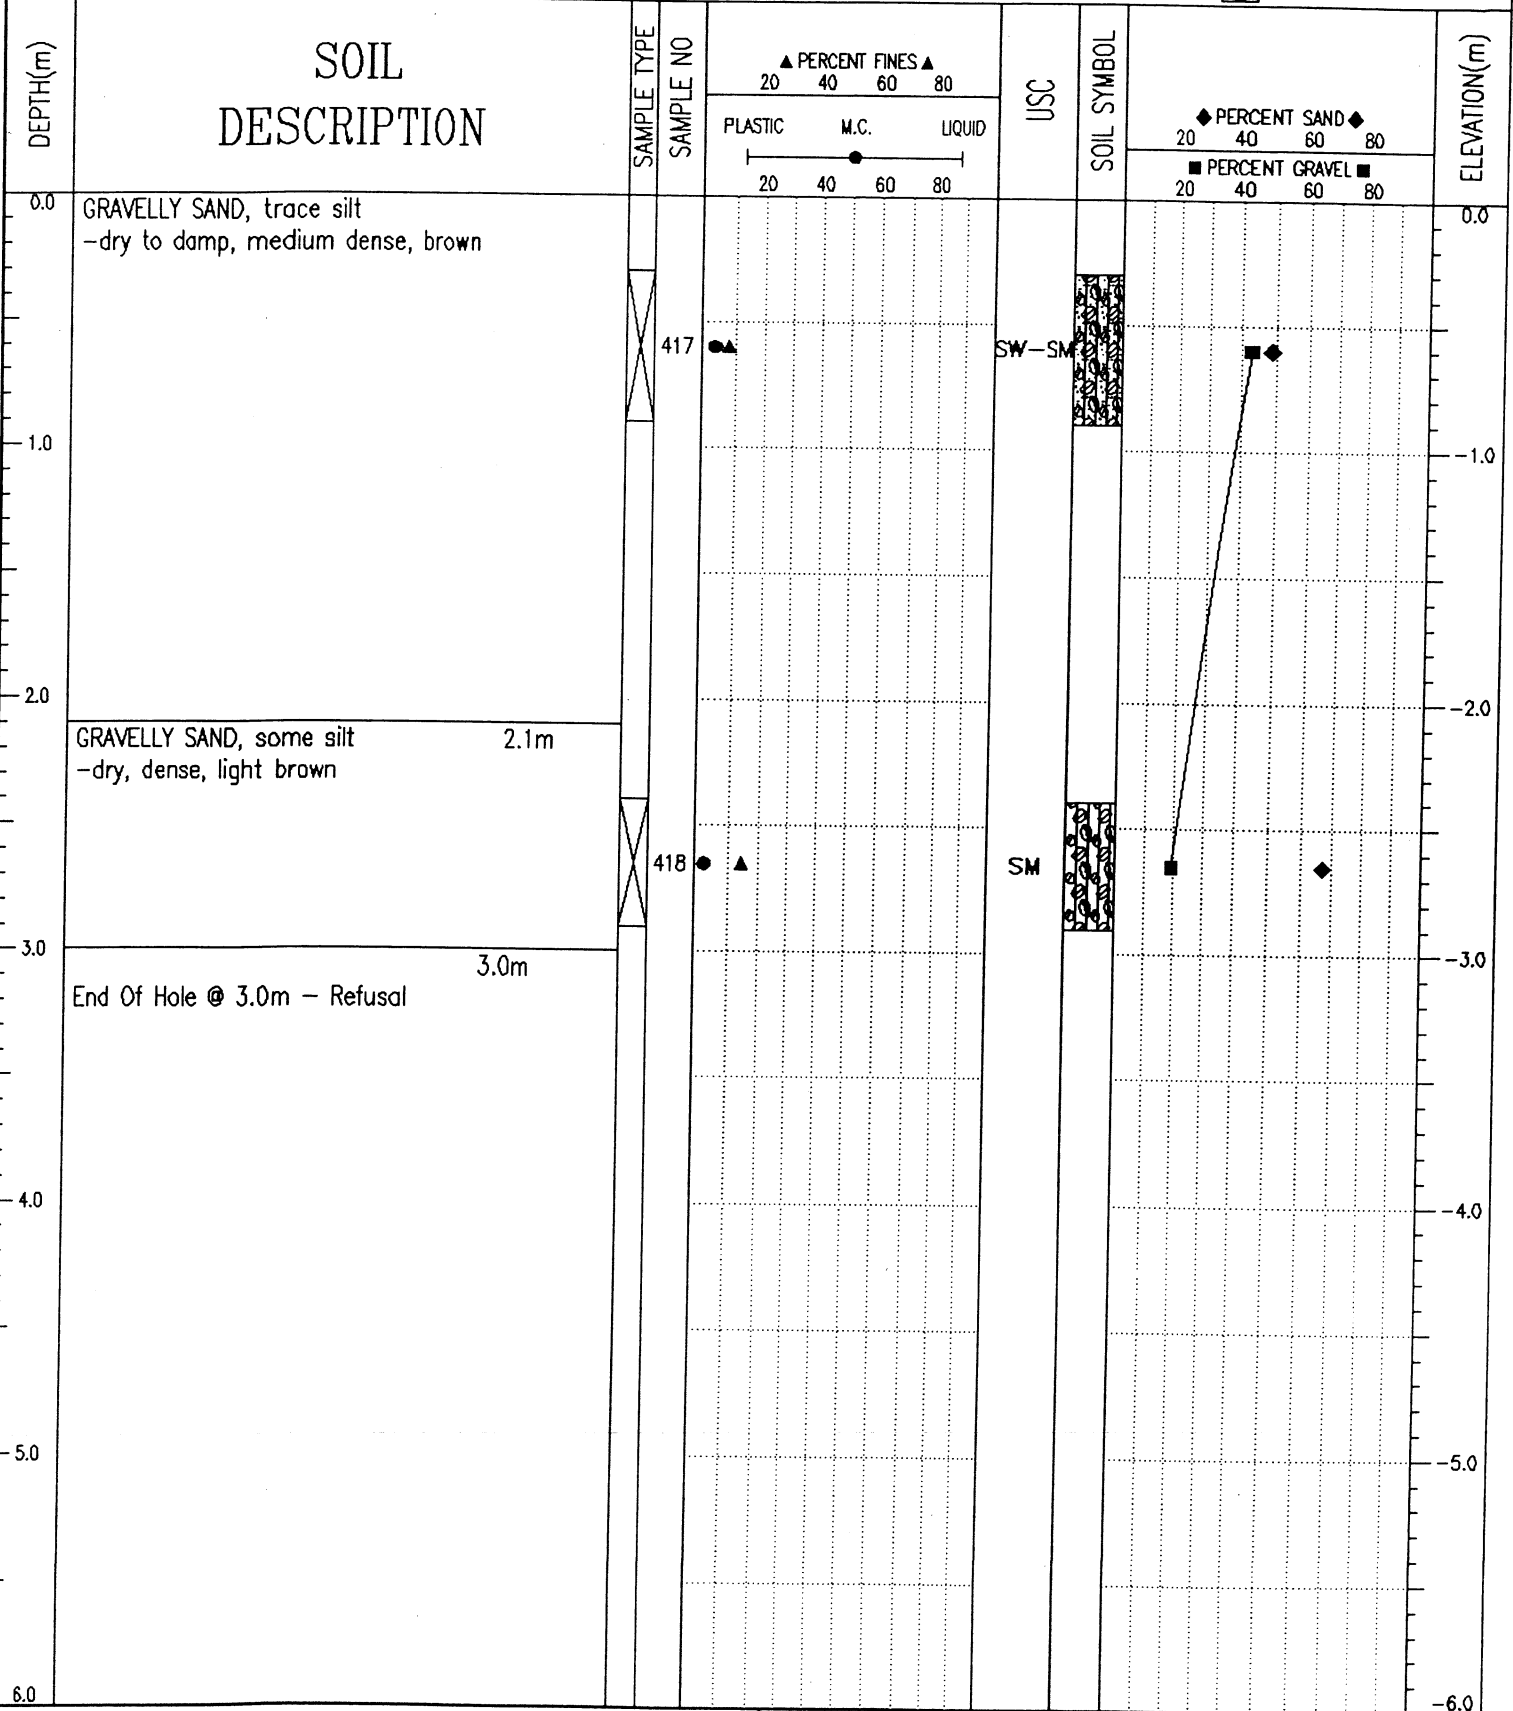 DEPTH(m)
SOIL
DESCRIPTION
SAMPLE TYPE
SAMPLE NO
▲ PERCENT FINES ▲
20 40 60 80
PLASTIC M.C. LIQUID
20 40 60 80
USC
SOIL SYMBOL
◆ PERCENT SAND ◆
20 40 60 80
■ PERCENT GRAVEL ■
20 40 60 80
ELEVATION(m)
0.0
GRAVELLY SAND, trace silt
-dry to damp, medium dense, brown
0.0
417
SW-SM
1.0
-1.0
2.0
-2.0
GRAVELLY SAND, some silt 2.1m
-dry, dense, light brown
418
SM
3.0
-3.0
3.0m
End Of Hole @ 3.0m - Refusal
4.0
-4.0
5.0
-5.0
6.0
-6.0